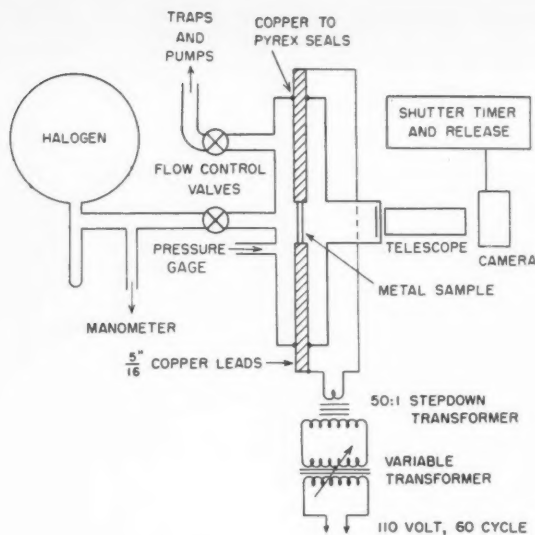 TRAPS
AND
PUMPS
COPPER TO
PYREX SEALS
SHUTTER TIMER
AND RELEASE
HALOGEN
FLOW CONTROL
VALVES
PRESSURE
GAGE
TELESCOPE
CAMERA
METAL SAMPLE
MANOMETER
5"
16 COPPER LEADS
50:1 STEPDOWN
TRANSFORMER
VARIABLE
TRANSFORMER
110 VOLT, 60 CYCLE